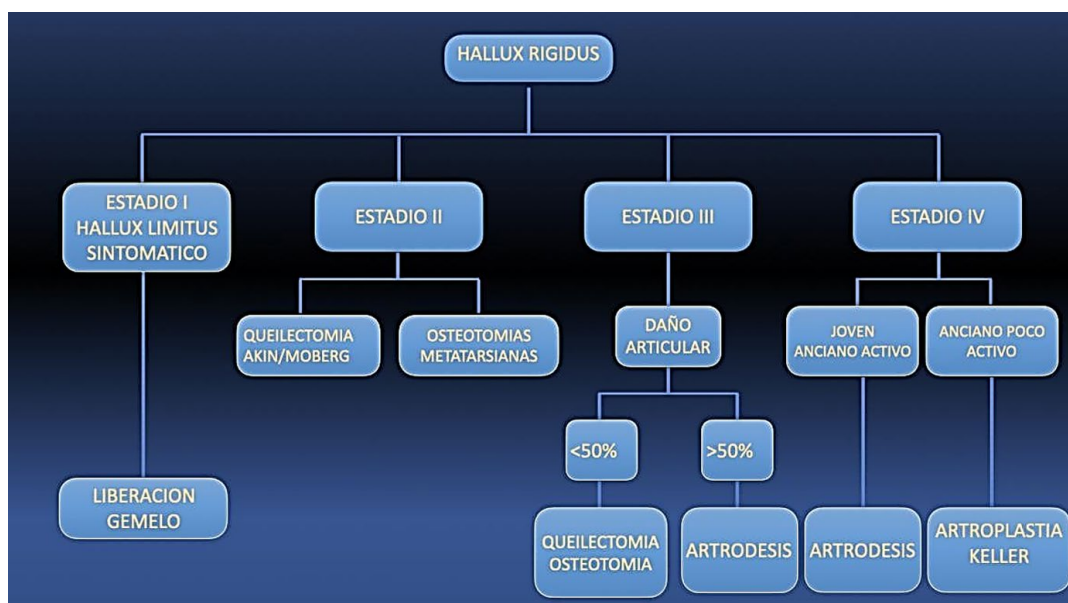 HALLUX RIGIDUS
ESTADIO I
HALLUX LIMITUS
SINTOMATICO
ESTADIO II
ESTADIO III
ESTADIO IV
QUEILECTOMIA
AKIN/MOBERG
OSTEOTOMIAS
METATARSIANAS
DAÑO
ARTICULAR
JOVEN
ANCIANO ACTIVO
ANCIANO POCO
ACTIVO
<50%
>50%
LIBERACION
GEMELO
QUEILECTOMIA
OSTEOTOMIA
ARTRODESIS
ARTRODESIS
ARTROPLASTIA
KELLER